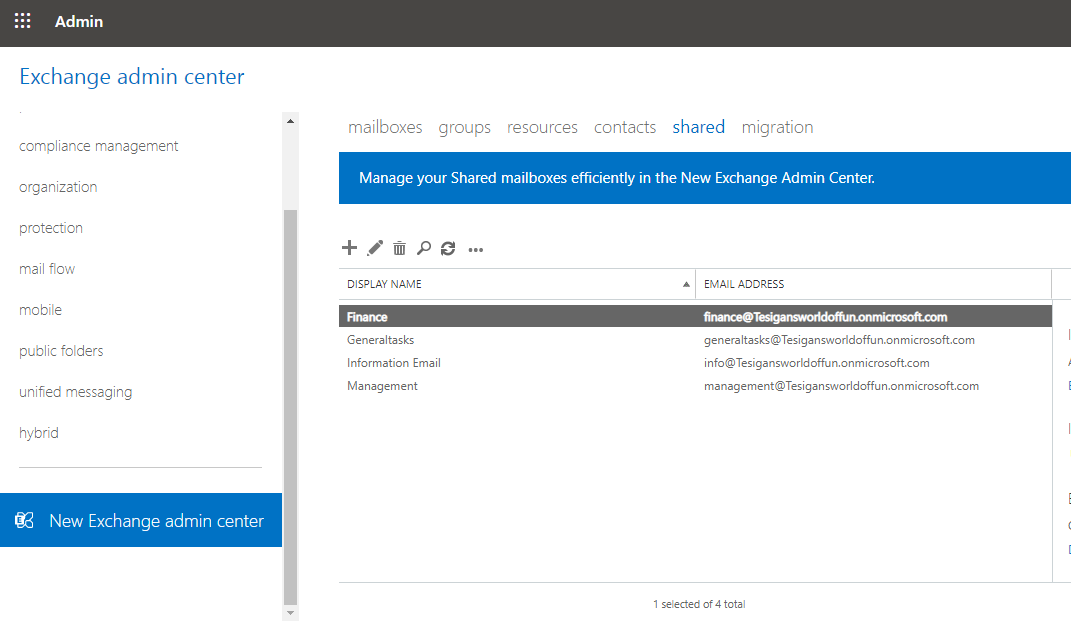 Admin
Exchange admin center
compliance management
organization
protection
mail flow
mobile
public folders
unified messaging
hybrid
New Exchange admin center
mailboxes groups resources contacts shared migration
Manage your Shared mailboxes efficiently in the New Exchange Admin Center.
DISPLAY NAME EMAIL ADDRESS
Finance finance@Tesigansworldoffun.onmicrosoft.com
Generaltasks generaltasks@Tesigansworldoffun.onmicrosoft.com
Information Email info@Tesigansworldoffun.onmicrosoft.com
Management management@Tesigansworldoffun.onmicrosoft.com
1 selected of 4 total